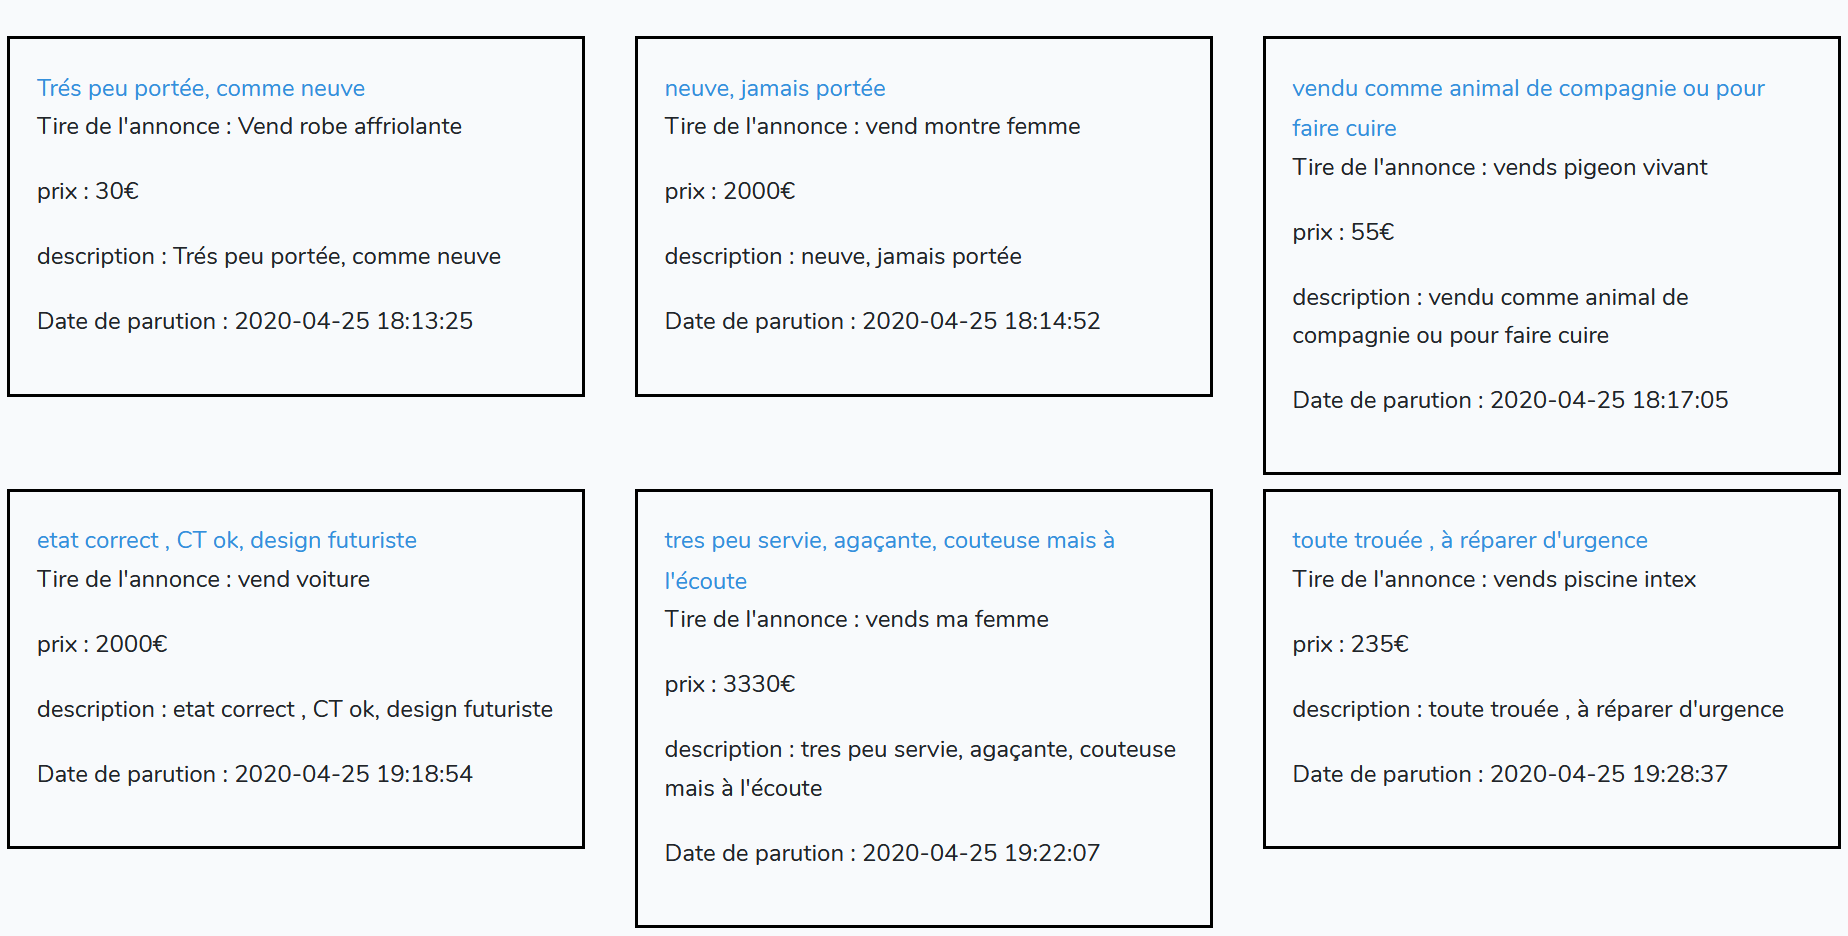 Trés peu portée, comme neuve
Tire de l'annonce : Vend robe affriolante
prix : 30€
description : Trés peu portée, comme neuve
Date de parution : 2020-04-25 18:13:25
neuve, jamais portée
Tire de l'annonce : vend montre femme
prix : 2000€
description : neuve, jamais portée
Date de parution : 2020-04-25 18:14:52
vendu comme animal de compagnie ou pour
faire cuire
Tire de l'annonce : vends pigeon vivant
prix : 55€
description : vendu comme animal de
compagnie ou pour faire cuire
Date de parution : 2020-04-25 18:17:05
etat correct , CT ok, design futuriste
Tire de l'annonce : vend voiture
prix : 2000€
description : etat correct , CT ok, design futuriste
Date de parution : 2020-04-25 19:18:54
tres peu servie, agaçante, couteuse mais à
l'écoute
Tire de l'annonce : vends ma femme
prix : 3330€
description : tres peu servie, agaçante, couteuse
mais à l'écoute
Date de parution : 2020-04-25 19:22:07
toute trouée , à réparer d'urgence
Tire de l'annonce : vends piscine intex
prix : 235€
description : toute trouée , à réparer d'urgence
Date de parution : 2020-04-25 19:28:37